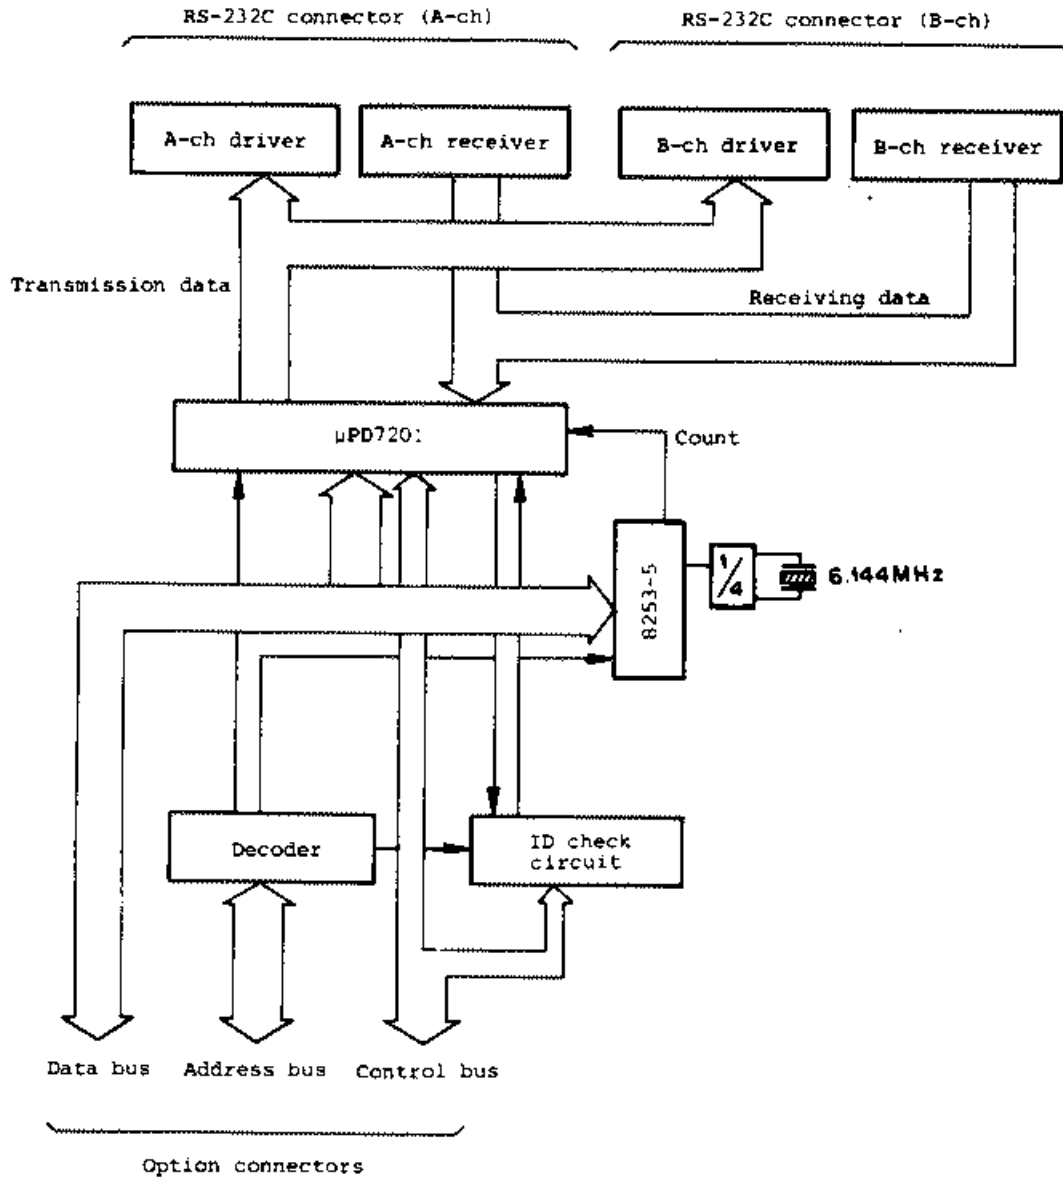 RS-232C connector (A-ch)
RS-232C connector (B-ch)
A-ch driver
A-ch receiver
B-ch driver
B-ch receiver
Transmission data
Receiving data
μPD7201
Count
8253-5
1/4
6.144MHz
Decoder
ID check
circuit
Data bus
Address bus
Control bus
Option connectors